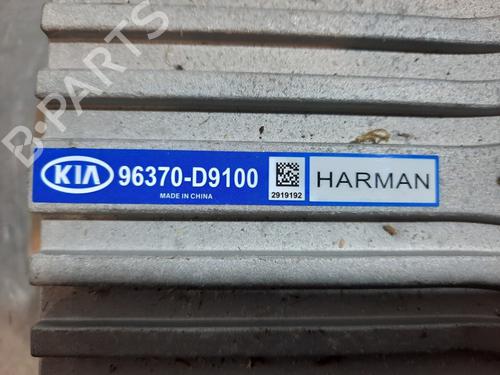 B-PARTS
KIA 96370-D9100
MADE IN CHINA
2919192
HARMAN